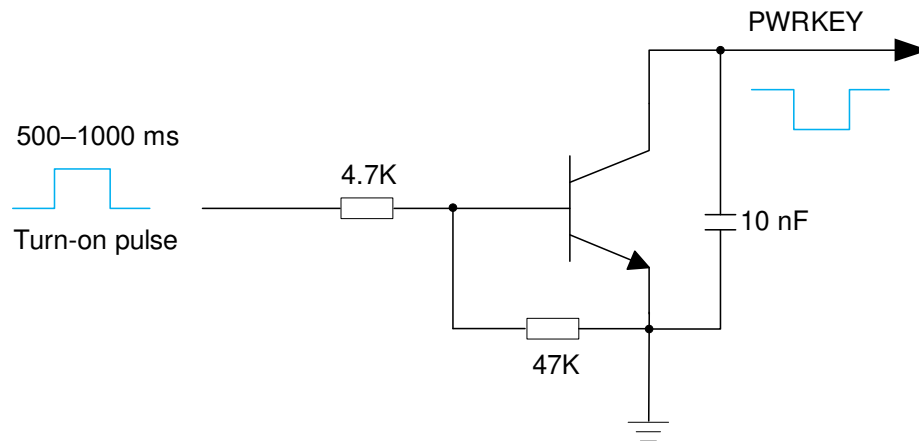 PWRKEY
500–1000 ms
4.7K
Turn-on pulse
10 nF
47K